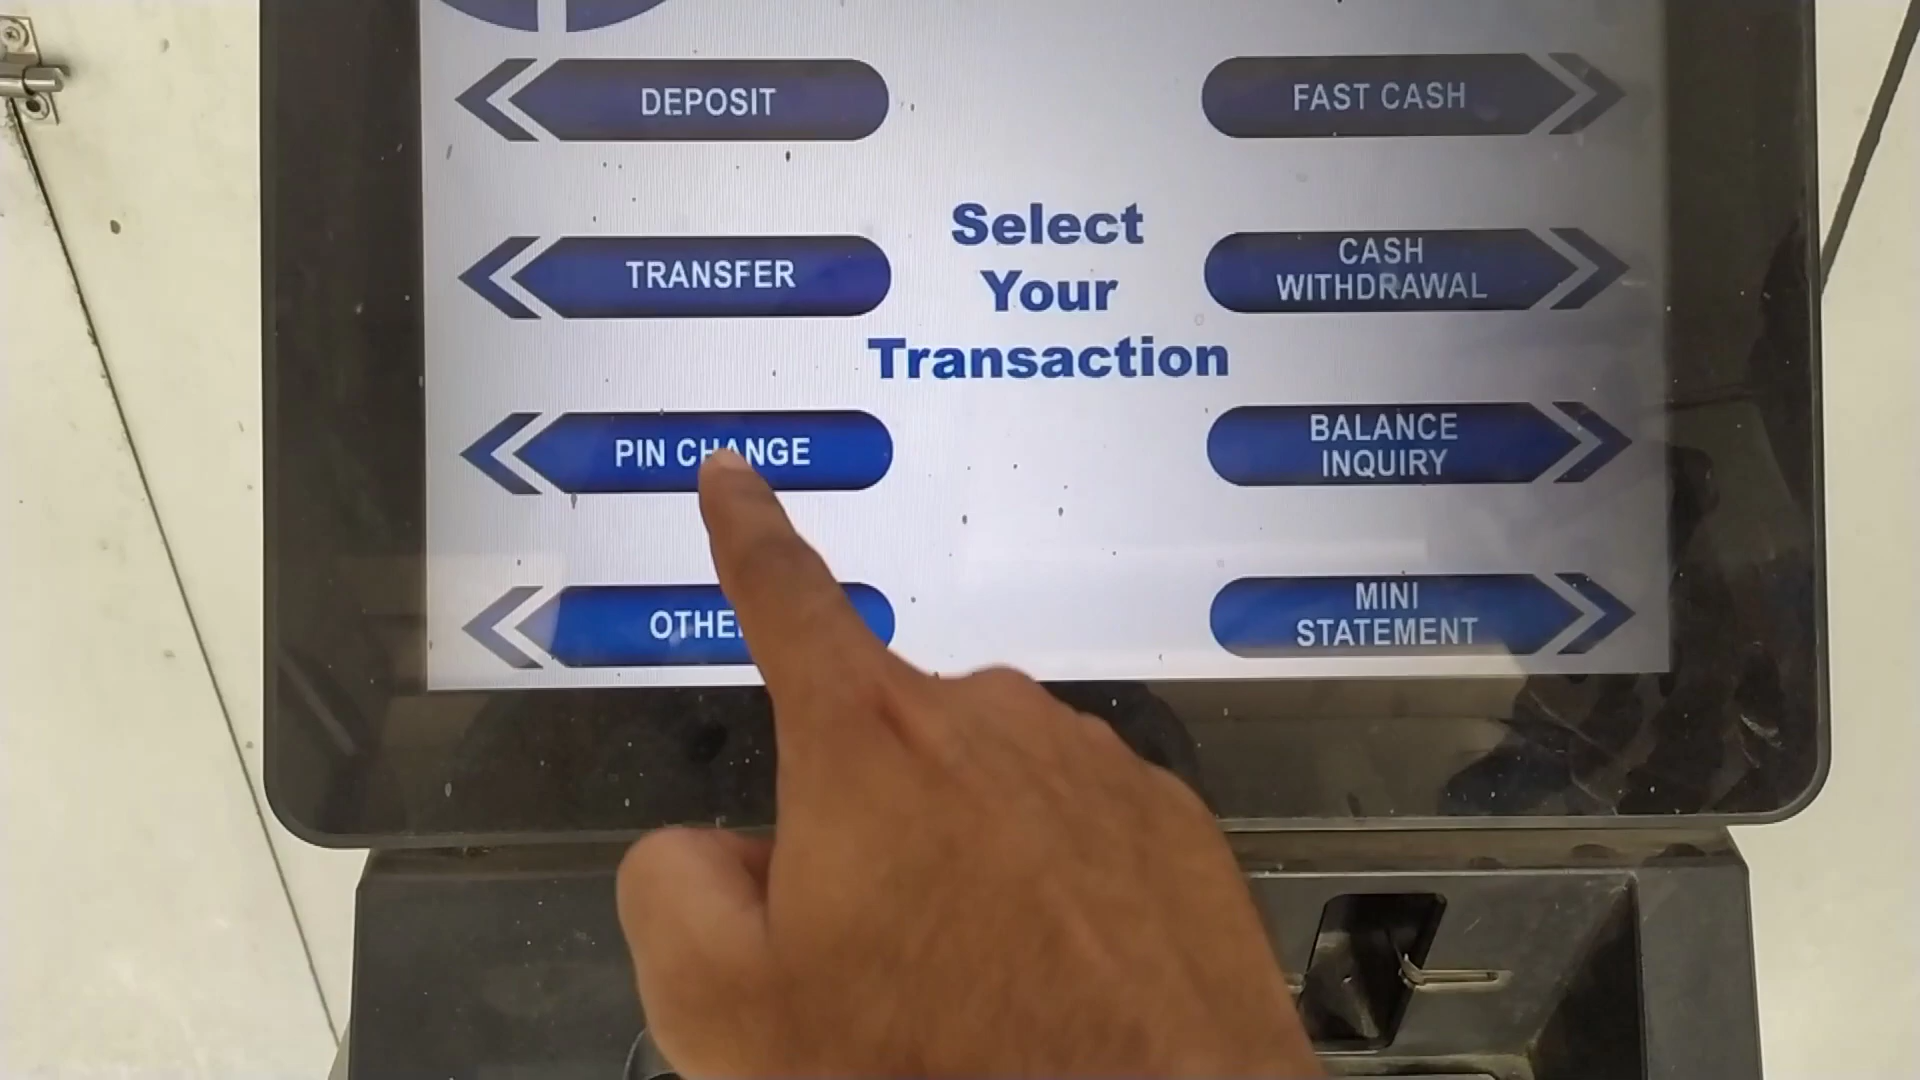 DEPOSIT
FAST CASH
Select
Your
Transaction
TRANSFER
CASH
WITHDRAWAL
PIN CHANGE
BALANCE
INQUIRY
MINI
STATEMENT